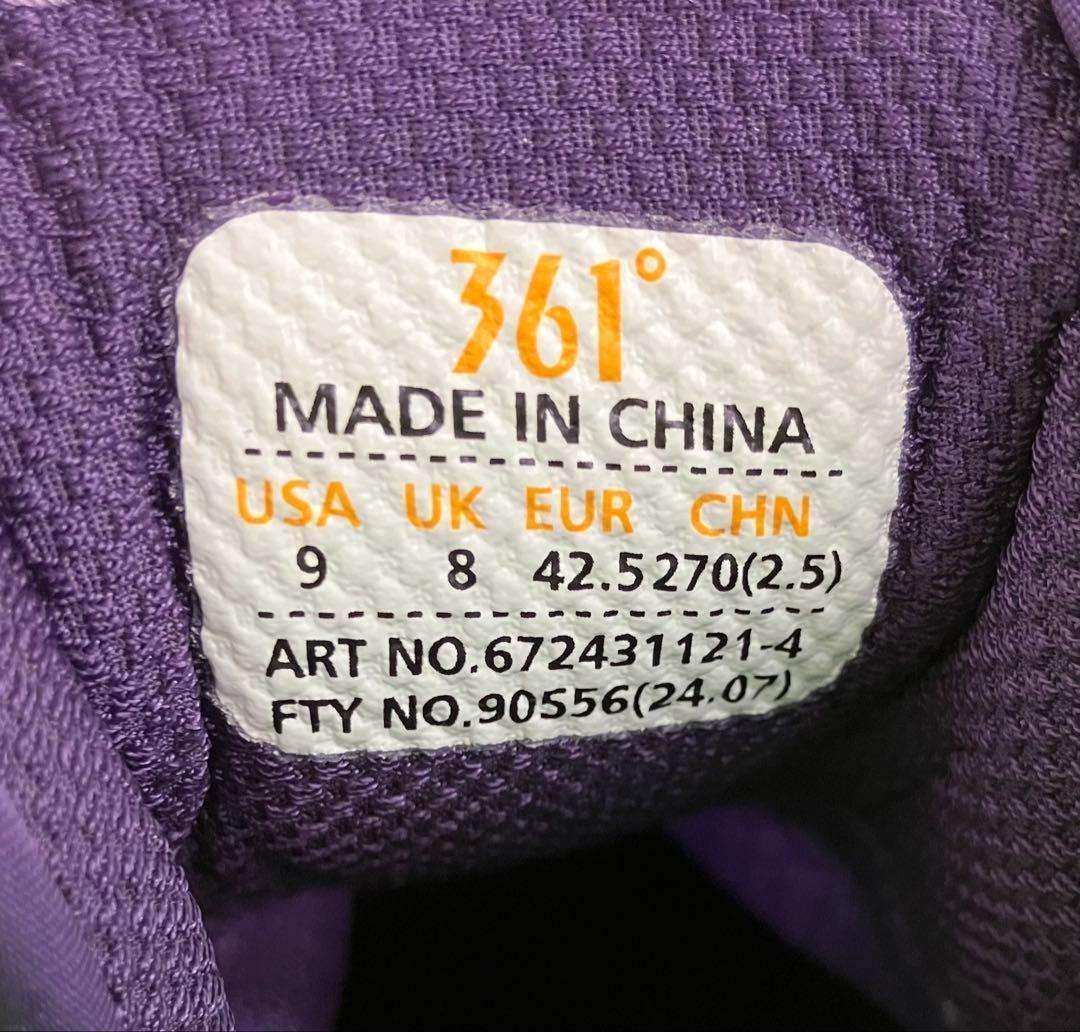 361°
MADE IN CHINA
USA UK EUR CHN
9 8 42.5 270(2.5)
ART NO.672431121-4
FTY NO.90556(24.07)